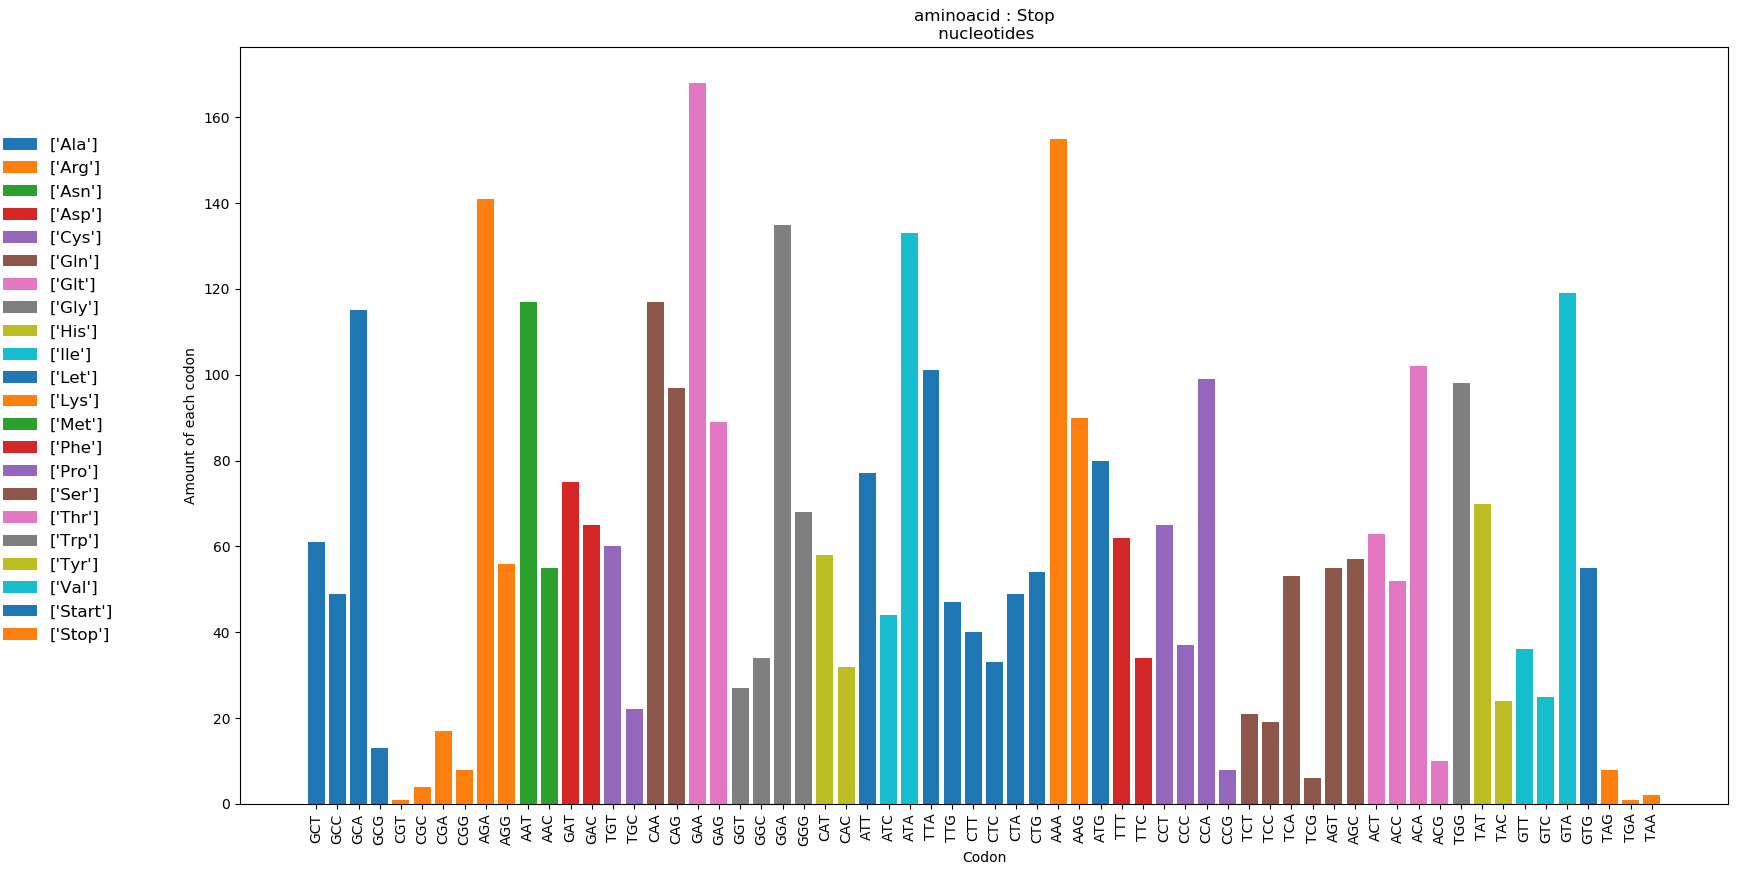 aminoacid : Stop
nucleotides
['Ala']
['Arg']
['Asn']
['Asp']
['Cys']
['Gln']
['Glt']
['Gly']
['His']
['Ile']
['Let']
['Lys']
['Met']
['Phe']
['Pro']
['Ser']
['Thr']
['Trp']
['Tyr']
['Val']
['Start']
['Stop']
Amount of each codon
160
140
120
100
80
60
40
20
0
GCT GCC GCA GCG CGT CGC CGA CGG AGA AGG AAT AAC GAT GAC TGT TGC CAA CAG GAA GAG GGT GGC GGA GGG CAT CAC ATT ATC ATA TTA TTG CTT CTC CTA CTG AAA AAG ATG TTT TTC CCT CCC CCA CCG TCT TCC TCA TCG AGT AGC ACT ACC ACA ACG TGG TAT TAC GTT GTC GTA GTG TAG TGA TAA
Codon